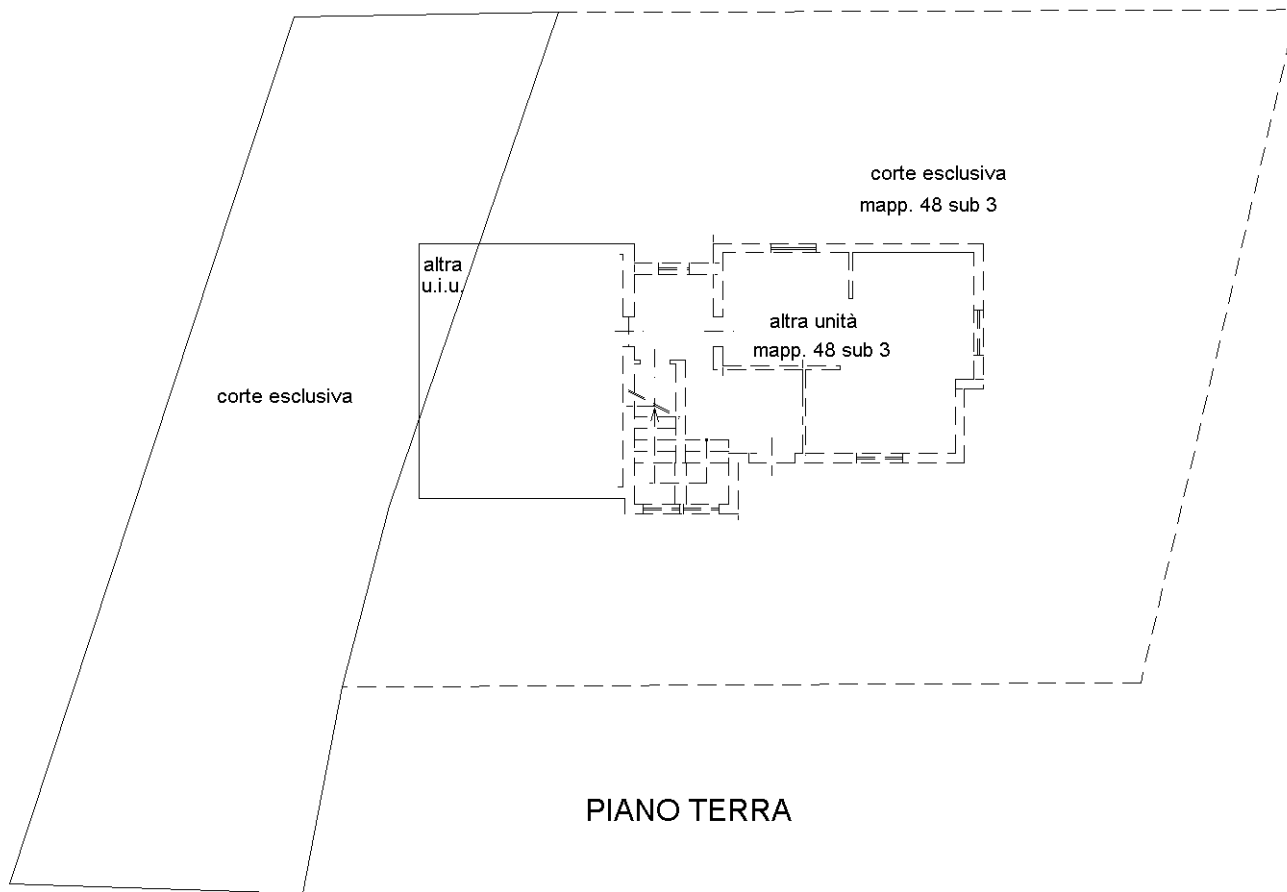 corte esclusiva
mapp. 48 sub 3
altra
u.i.u.
altra unità
mapp. 48 sub 3
corte esclusiva
PIANO TERRA